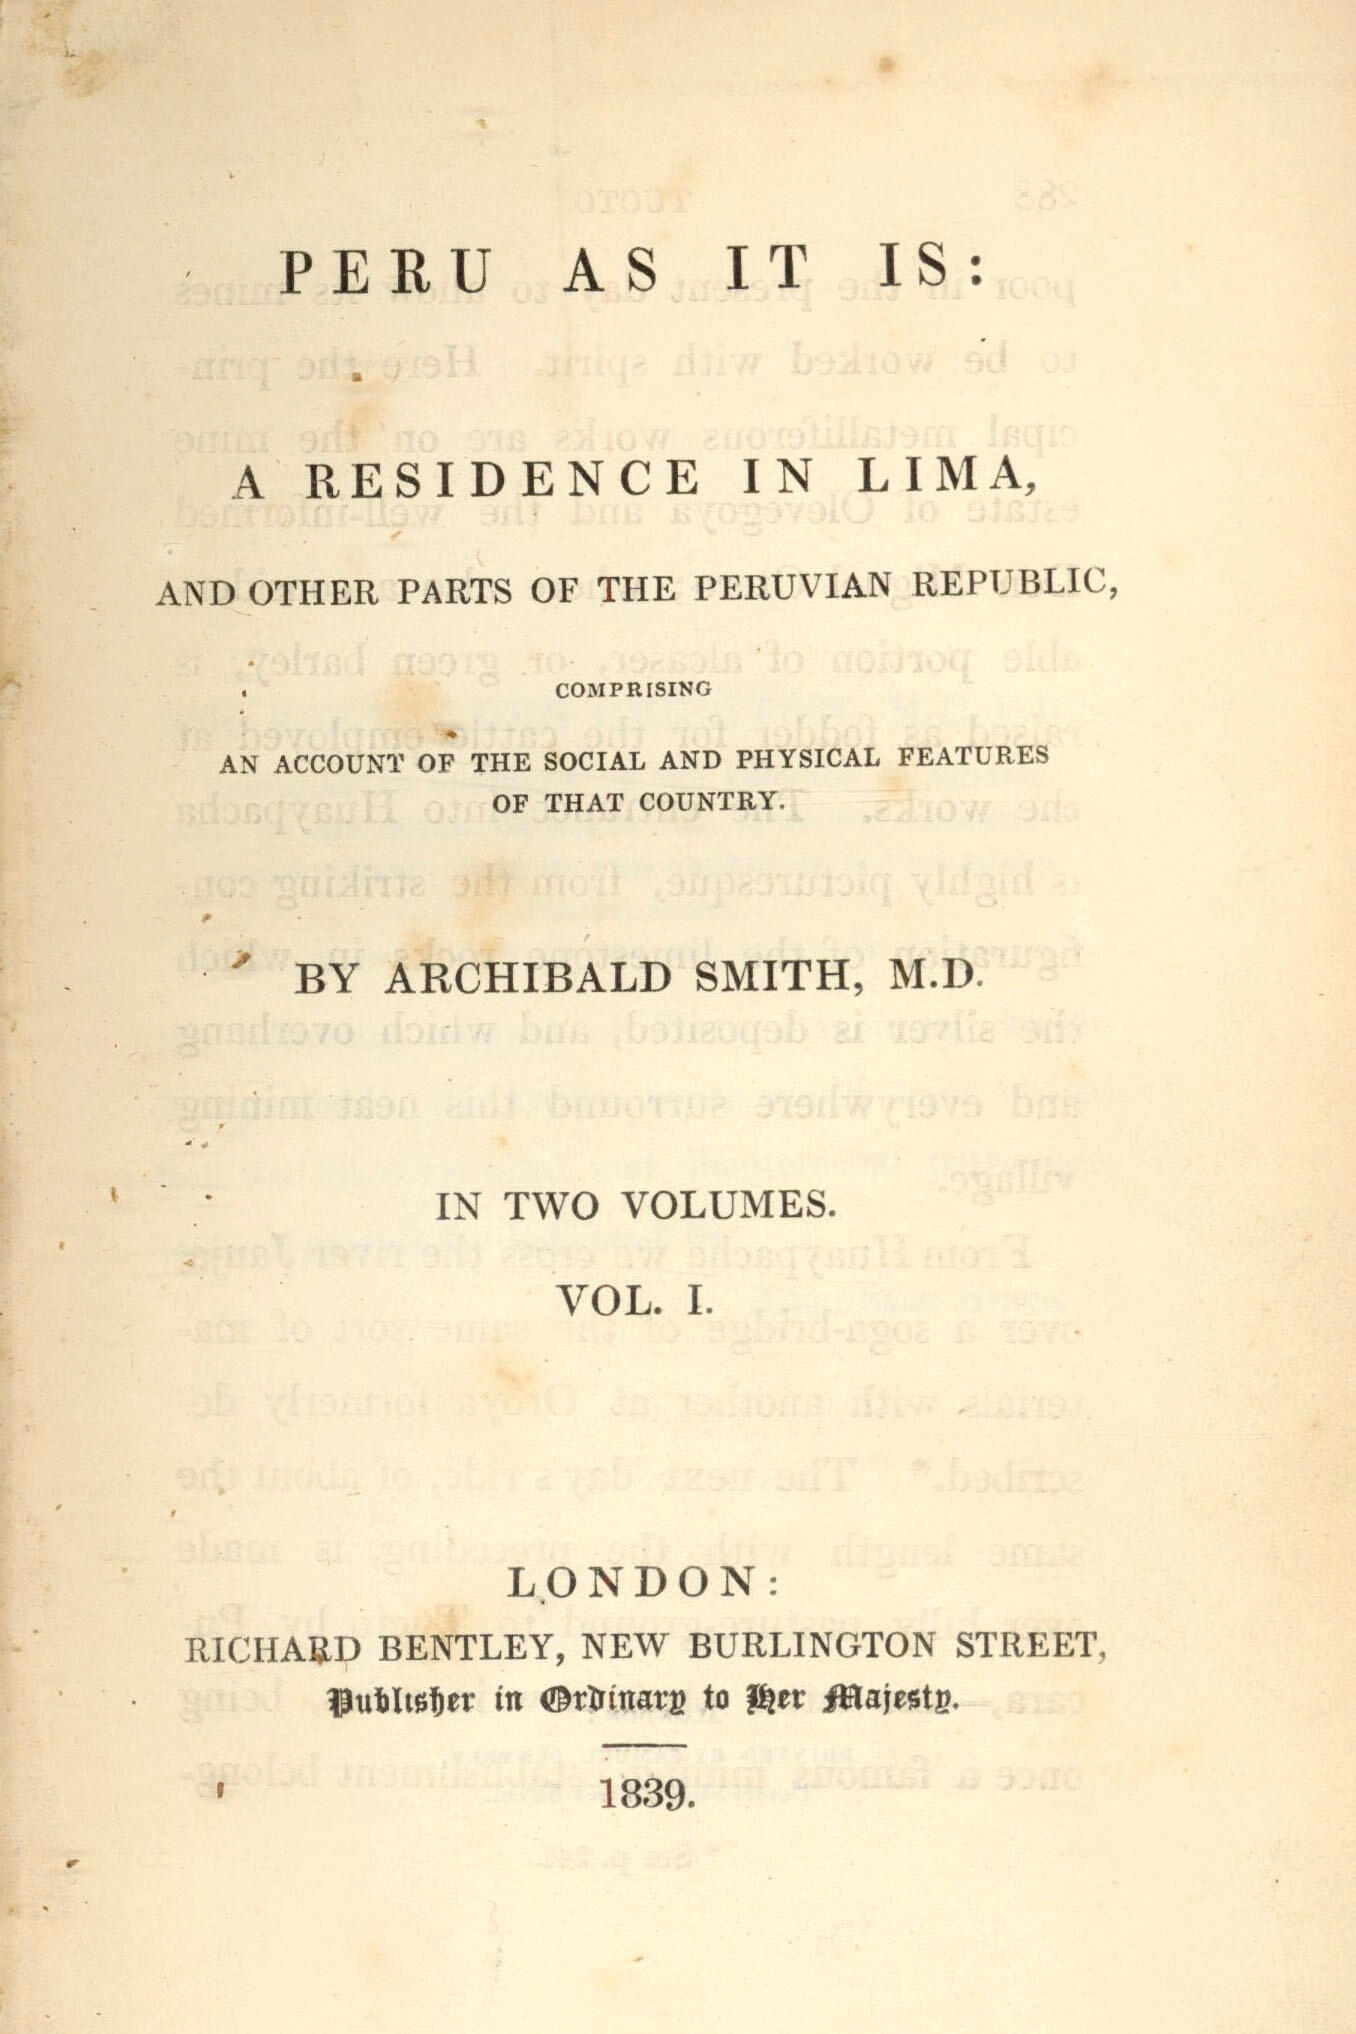 PERU AS IT IS:
A RESIDENCE IN LIMA,
AND OTHER PARTS OF THE PERUVIAN REPUBLIC,
COMPRISING
AN ACCOUNT OF THE SOCIAL AND PHYSICAL FEATURES
OF THAT COUNTRY.
BY ARCHIBALD SMITH, M.D.
IN TWO VOLUMES.
VOL. I.
LONDON:
RICHARD BENTLEY, NEW BURLINGTON STREET,
Publisher in Ordinary to Her Majesty.
1839.